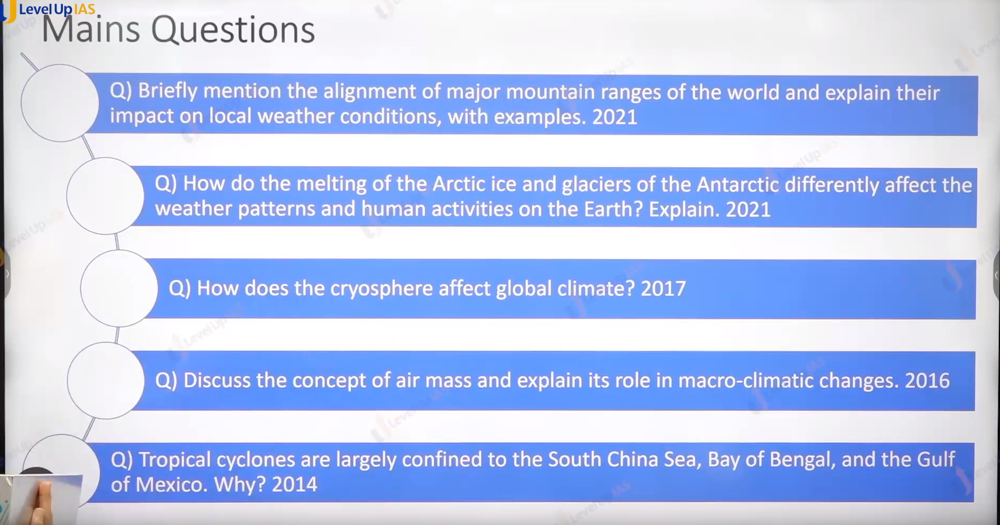 LevelUpIAS
Mains Questions
Q) Briefly mention the alignment of major mountain ranges of the world and explain their
impact on local weather conditions, with examples. 2021
Q) How do the melting of the Arctic ice and glaciers of the Antarctic differently affect the
weather patterns and human activities on the Earth? Explain. 2021
Q) How does the cryosphere affect global climate? 2017
Q) Discuss the concept of air mass and explain its role in macro-climatic changes. 2016
Q) Tropical cyclones are largely confined to the South China Sea, Bay of Bengal, and the Gulf
of Mexico. Why? 2014